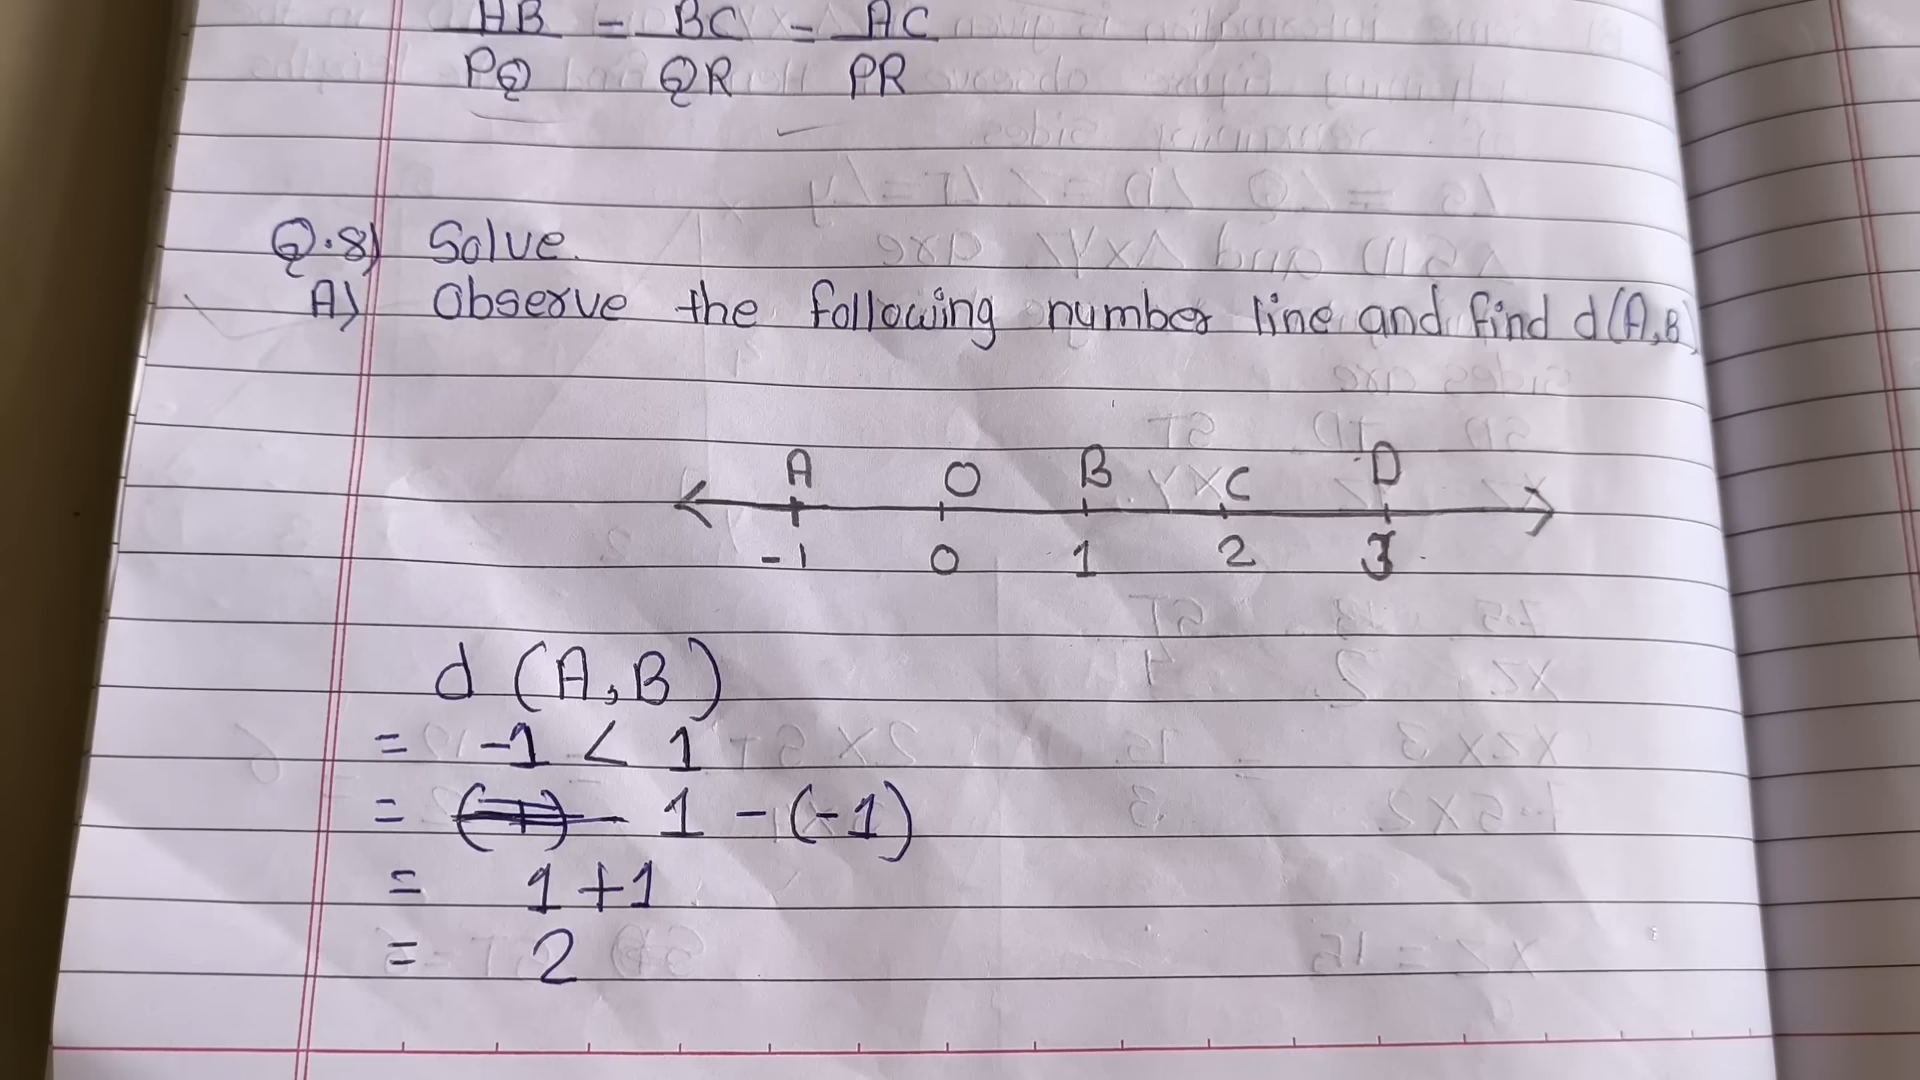 AB = BC = AC
PQ QR PR
Q.8) Solve.
A) Observe the following number line and find d(A,B)
A O B C D
-1 0 1 2 3
d (A,B)
= -1 < 1
= 1 - (-1)
= 1+1
= 2